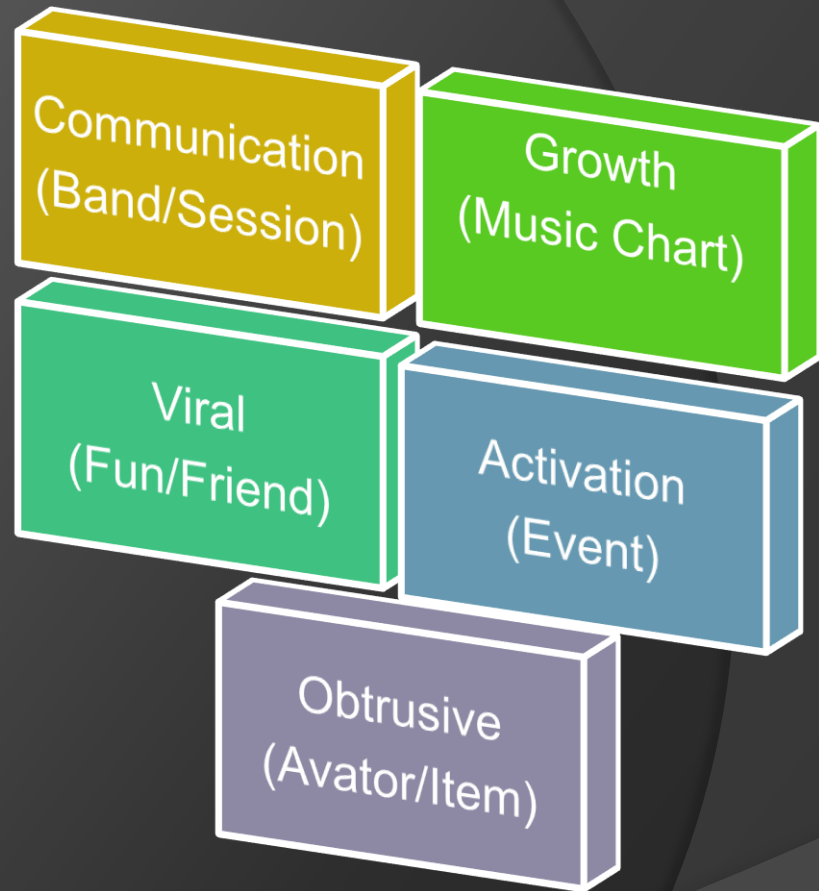 Communication
(Band/Session)
Growth
(Music Chart)
Viral
(Fun/Friend)
Activation
(Event)
Obtrusive
(Avator/Item)